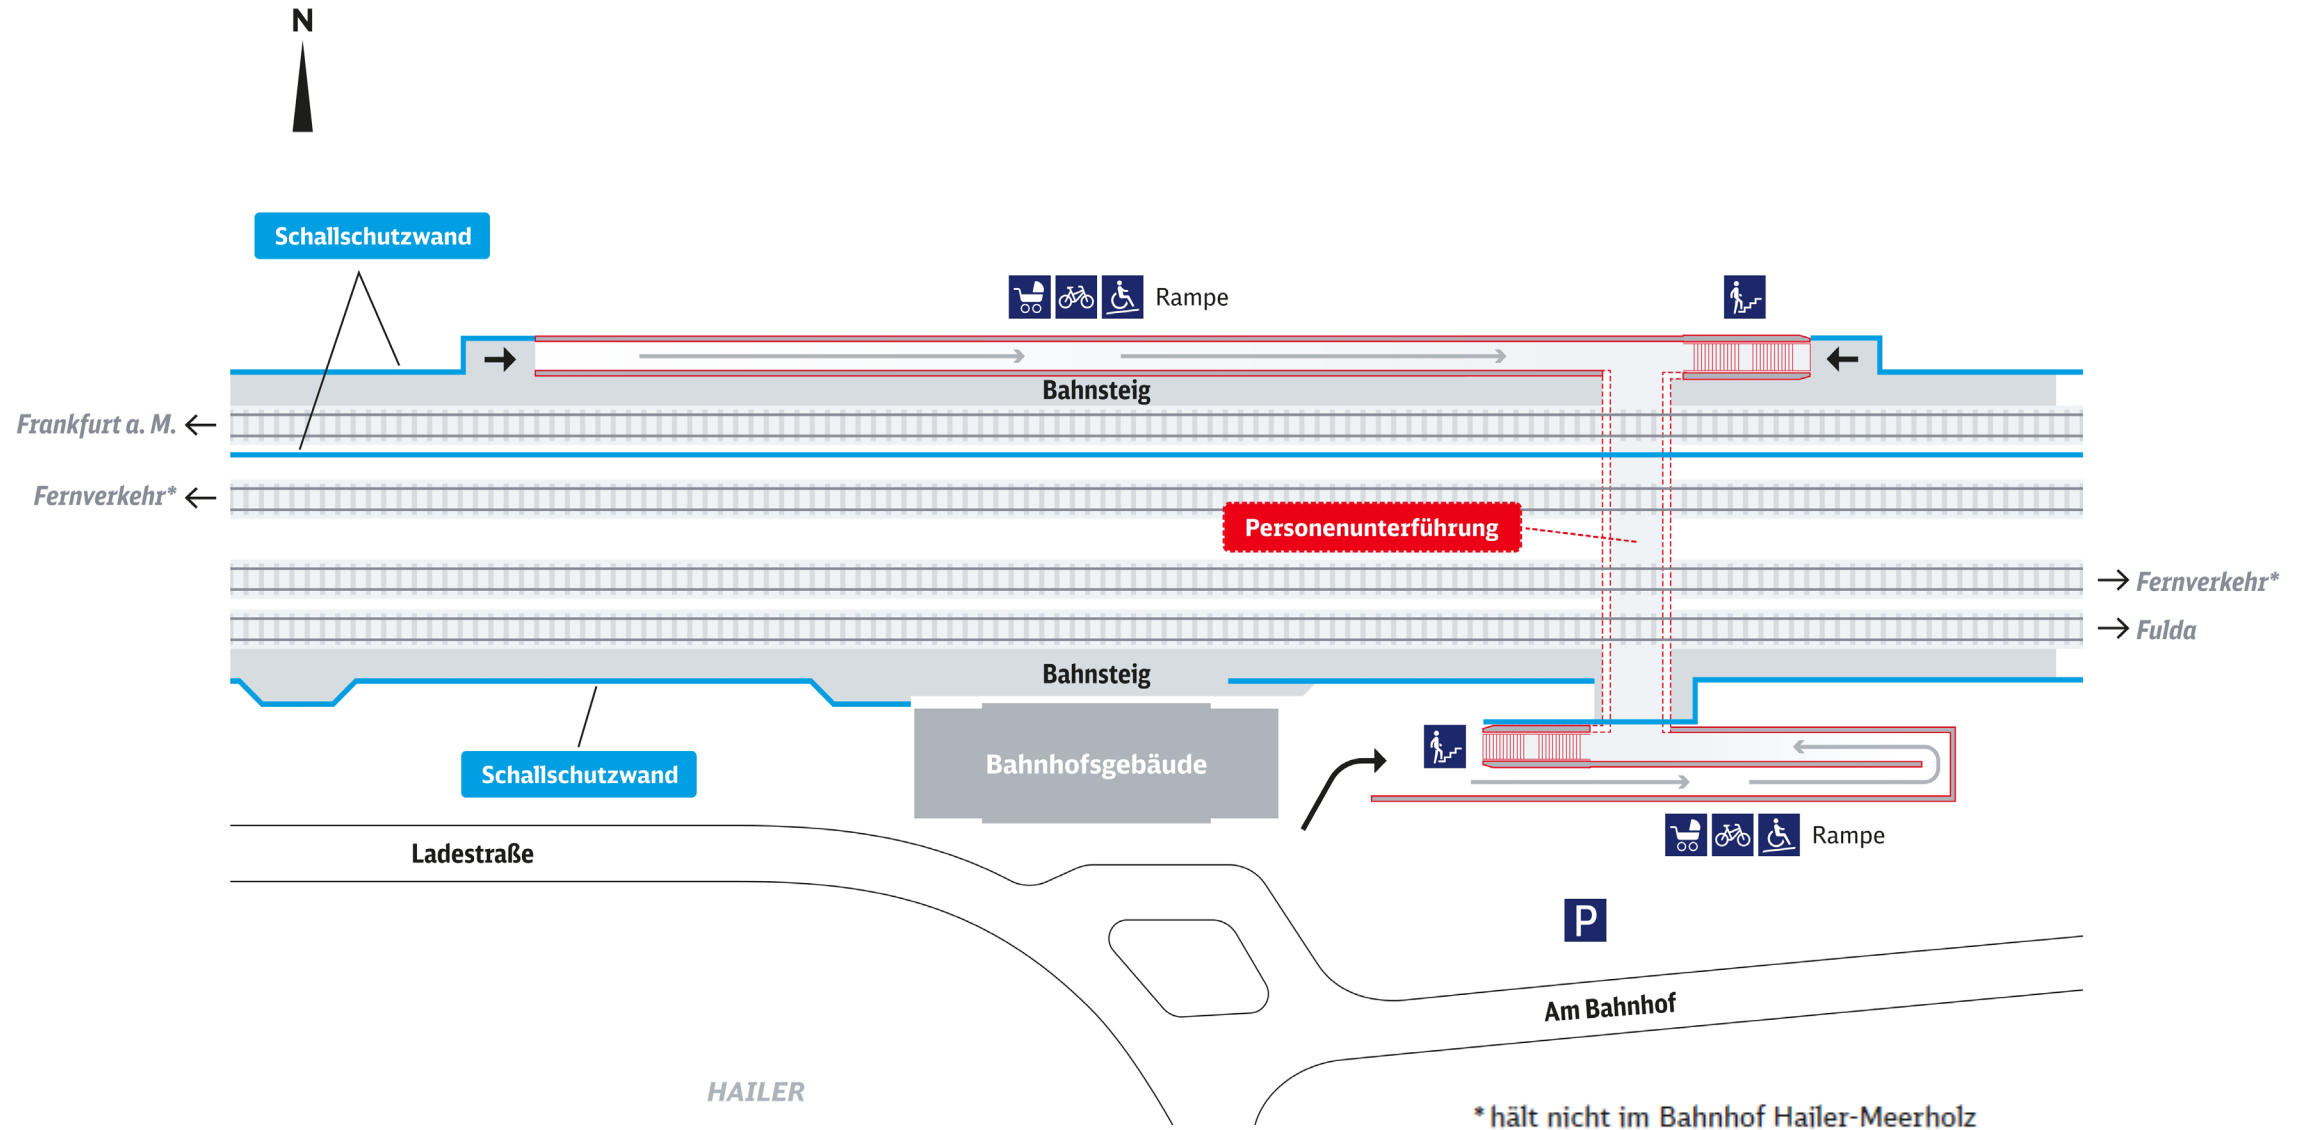 N
Schallschutzwand
Rampe
Bahnsteig
Frankfurt a. M.
Fernverkehr*
Personenunterführung
Fernverkehr*
Fulda
Bahnsteig
Bahnhofsgebäude
Schallschutzwand
Rampe
Ladestraße
P
Am Bahnhof
HAILER
* hält nicht im Bahnhof Hailer-Meerholz